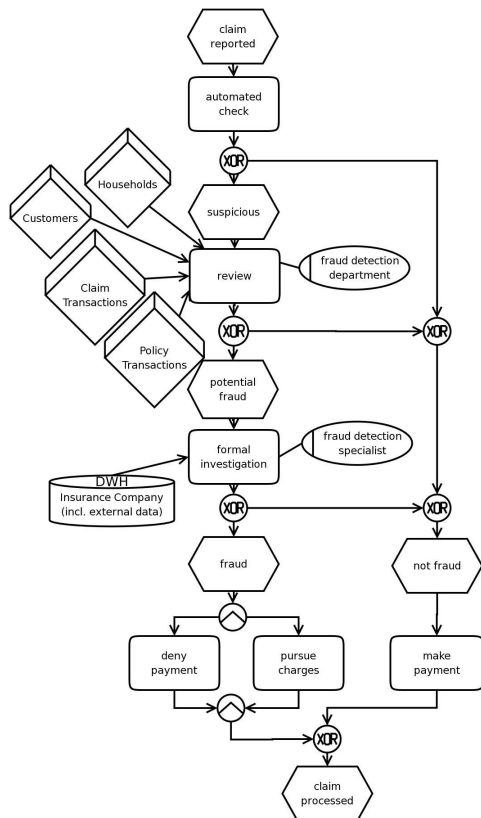 claim
reported
automated
check
XOR
Households
Customers
suspicious
Claim
Transactions
review
fraud detection
department
Policy
Transactions
XOR
XOR
potential
fraud
formal
investigation
fraud detection
specialist
DWH
Insurance Company
(incl. external data)
XOR
XOR
fraud
not fraud
deny
payment
pursue
charges
make
payment
XOR
claim
processed